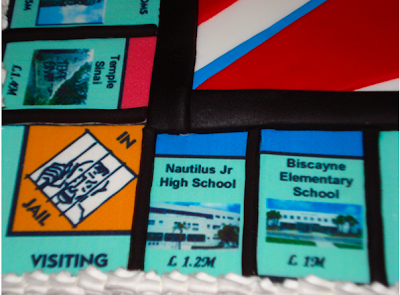 Temple
Sinai
IN
JAIL
VISITING
Nautilus Jr
High School
£ 1.2M
Biscayne
Elementary
School
£ 1M